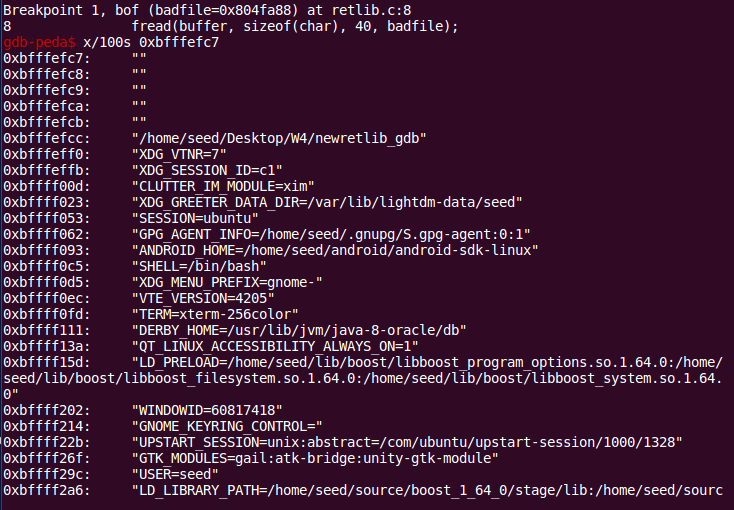 Breakpoint 1, bof (badfile=0x804fa88) at retlib.c:8
8               fread(buffer, sizeof(char), 40, badfile);
gdb-peda$ x/100s 0xbfffefc7
0xbfffefc7:     ""
0xbfffefc8:     ""
0xbfffefc9:     ""
0xbfffefca:     ""
0xbfffefcb:     ""
0xbfffefcc:     "/home/seed/Desktop/W4/newretlib_gdb"
0xbfffeff0:     "XDG_VTNR=7"
0xbfffeffb:     "XDG_SESSION_ID=c1"
0xbffff00d:     "CLUTTER_IM_MODULE=xim"
0xbffff023:     "XDG_GREETER_DATA_DIR=/var/lib/lightdm-data/seed"
0xbffff053:     "SESSION=ubuntu"
0xbffff062:     "GPG_AGENT_INFO=/home/seed/.gnupg/S.gpg-agent:0:1"
0xbffff093:     "ANDROID_HOME=/home/seed/android/android-sdk-linux"
0xbffff0c5:     "SHELL=/bin/bash"
0xbffff0d5:     "XDG_MENU_PREFIX=gnome-"
0xbffff0ec:     "VTE_VERSION=4205"
0xbffff0fd:     "TERM=xterm-256color"
0xbffff111:     "DERBY_HOME=/usr/lib/jvm/java-8-oracle/db"
0xbffff13a:     "QT_LINUX_ACCESSIBILITY_ALWAYS_ON=1"
0xbffff15d:     "LD_PRELOAD=/home/seed/lib/boost/libboost_program_options.so.1.64.0:/home/
seed/lib/boost/libboost_filesystem.so.1.64.0:/home/seed/lib/boost/libboost_system.so.1.64.
0"
0xbffff202:     "WINDOWID=60817418"
0xbffff214:     "GNOME_KEYRING_CONTROL="
0xbffff22b:     "UPSTART_SESSION=unix:abstract=/com/ubuntu/upstart-session/1000/1328"
0xbffff26f:     "GTK_MODULES=gail:atk-bridge:unity-gtk-module"
0xbffff29c:     "USER=seed"
0xbffff2a6:     "LD_LIBRARY_PATH=/home/seed/source/boost_1_64_0/stage/lib:/home/seed/sourc